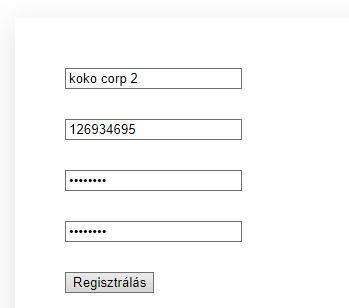 koko corp 2
126934695
••••••••
••••••••
Regisztrálás